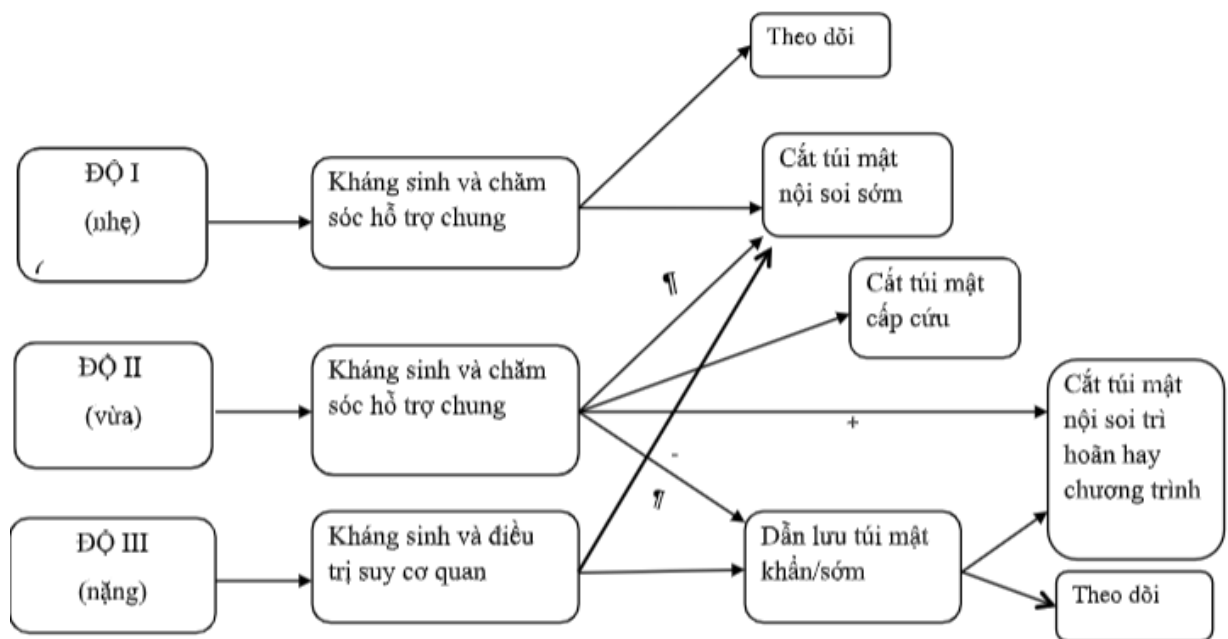 Theo dõi
ĐỘ I
(nhẹ)
(
Kháng sinh và chăm
sóc hỗ trợ chung
Cắt túi mật
nội soi sớm
¶
Cắt túi mật
cấp cứu
ĐỘ II
(vừa)
Kháng sinh và chăm
sóc hỗ trợ chung
+
-
¶
Cắt túi mật
nội soi trì
hoãn hay
chương trình
ĐỘ III
(nặng)
Kháng sinh và điều
trị suy cơ quan
Dẫn lưu túi mật
khẩn/sớm
Theo dõi